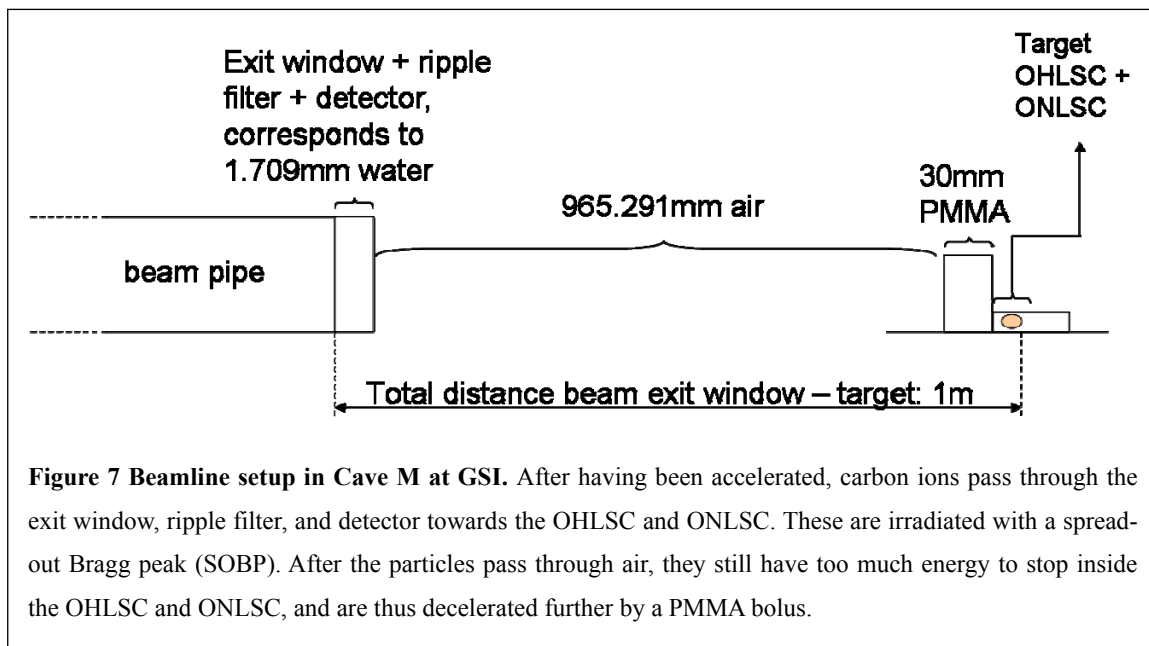 Exit window + ripple
filter + detector,
corresponds to
1.709mm water
Target
OHLSC +
ONLSC
965.291mm air
30mm
PMMA
beam pipe
Total distance beam exit window – target: 1m
Figure 7 Beamline setup in Cave M at GSI. After having been accelerated, carbon ions pass through the
exit window, ripple filter, and detector towards the OHLSC and ONLSC. These are irradiated with a spread-
out Bragg peak (SOBP). After the particles pass through air, they still have too much energy to stop inside
the OHLSC and ONLSC, and are thus decelerated further by a PMMA bolus.